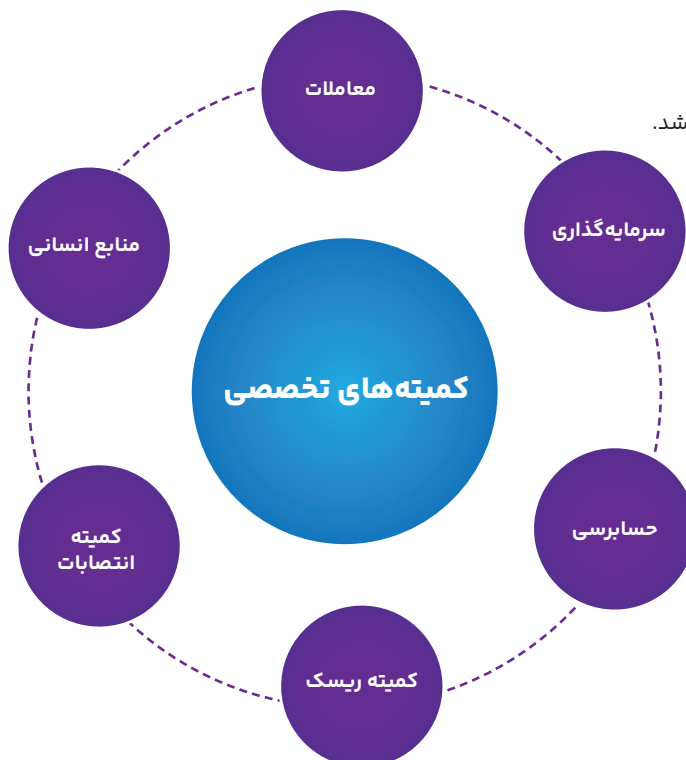 معاملات
شد.
سرمایه‌گذاری
منابع انسانی
کمیته‌های تخصصی
حسابرسی
کمیته
انتصابات
کمیته ریسک